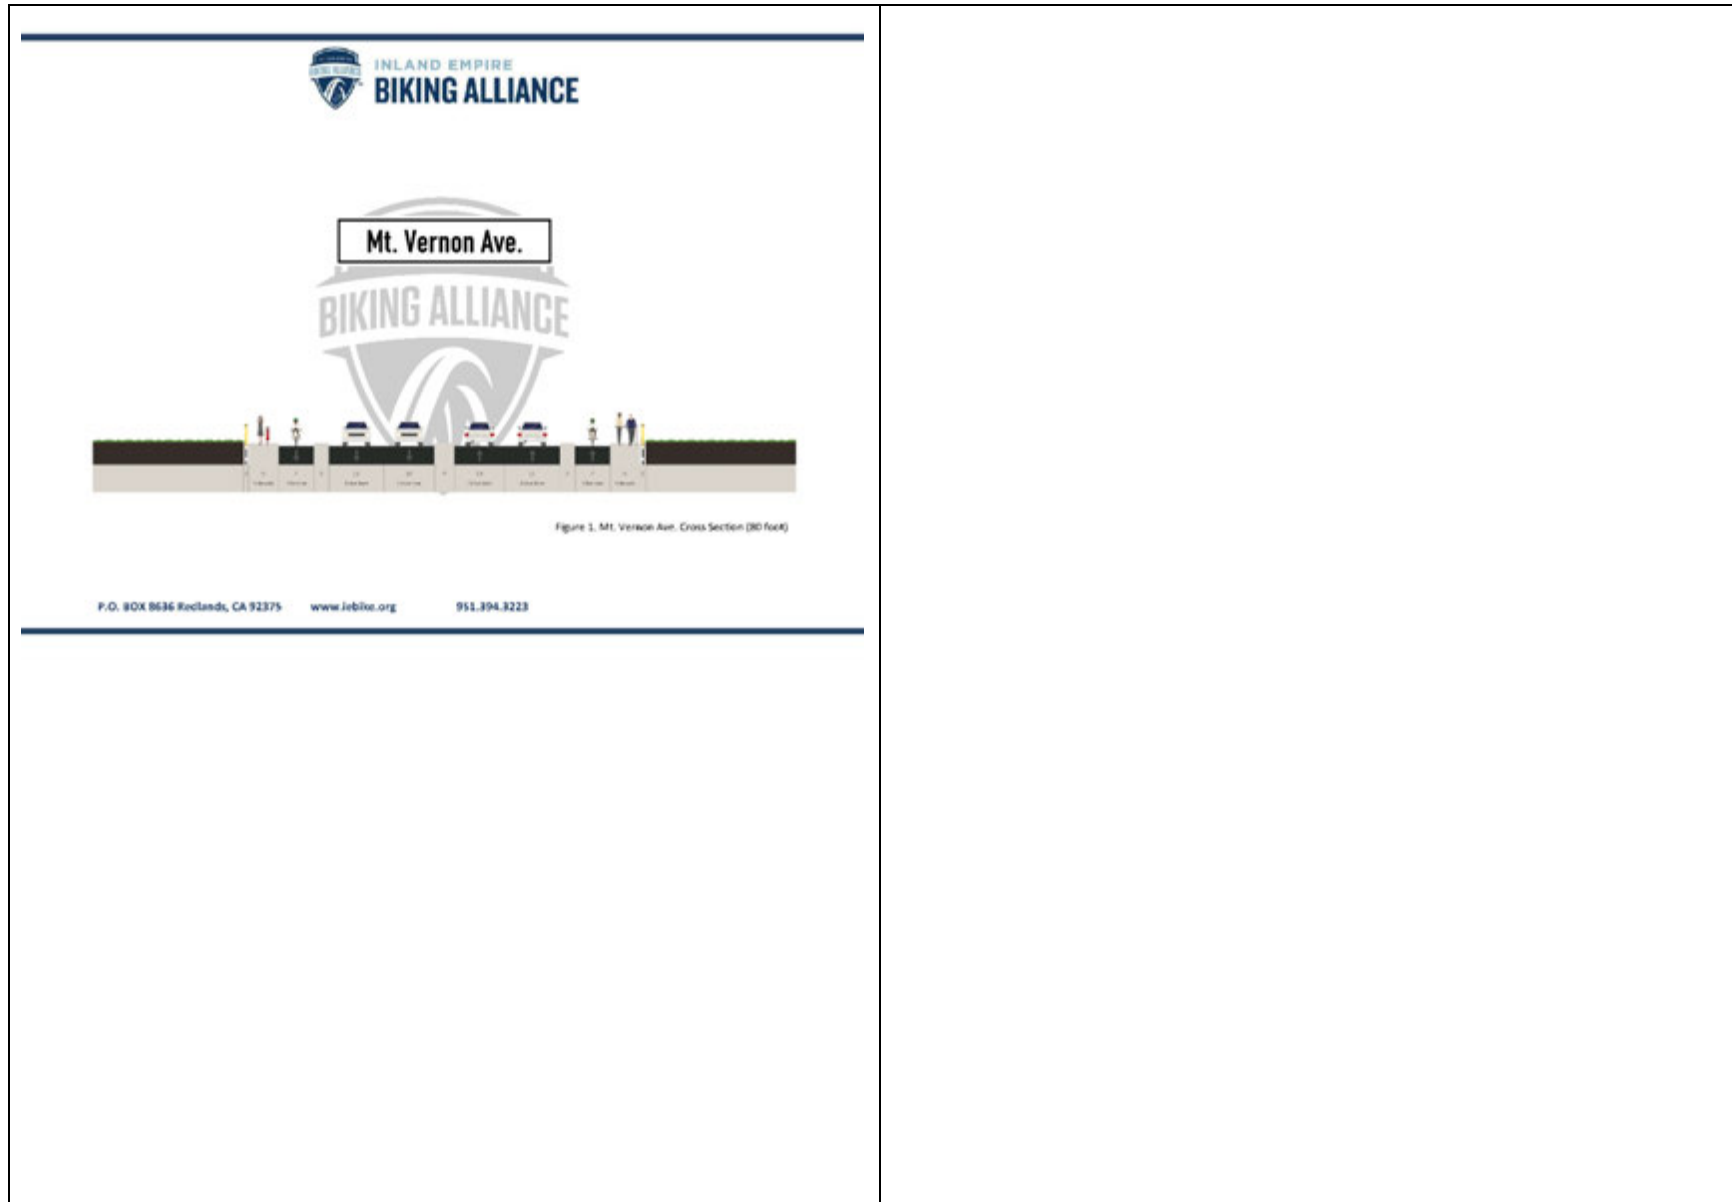 INLAND EMPIRE
BIKING ALLIANCE
Mt. Vernon Ave.
BIKING ALLIANCE
Figure 1. Mt. Vernon Ave. Cross Section (80 foot)
P.O. BOX 8636 Redlands, CA 92375 www.iebike.org 951.394.3223